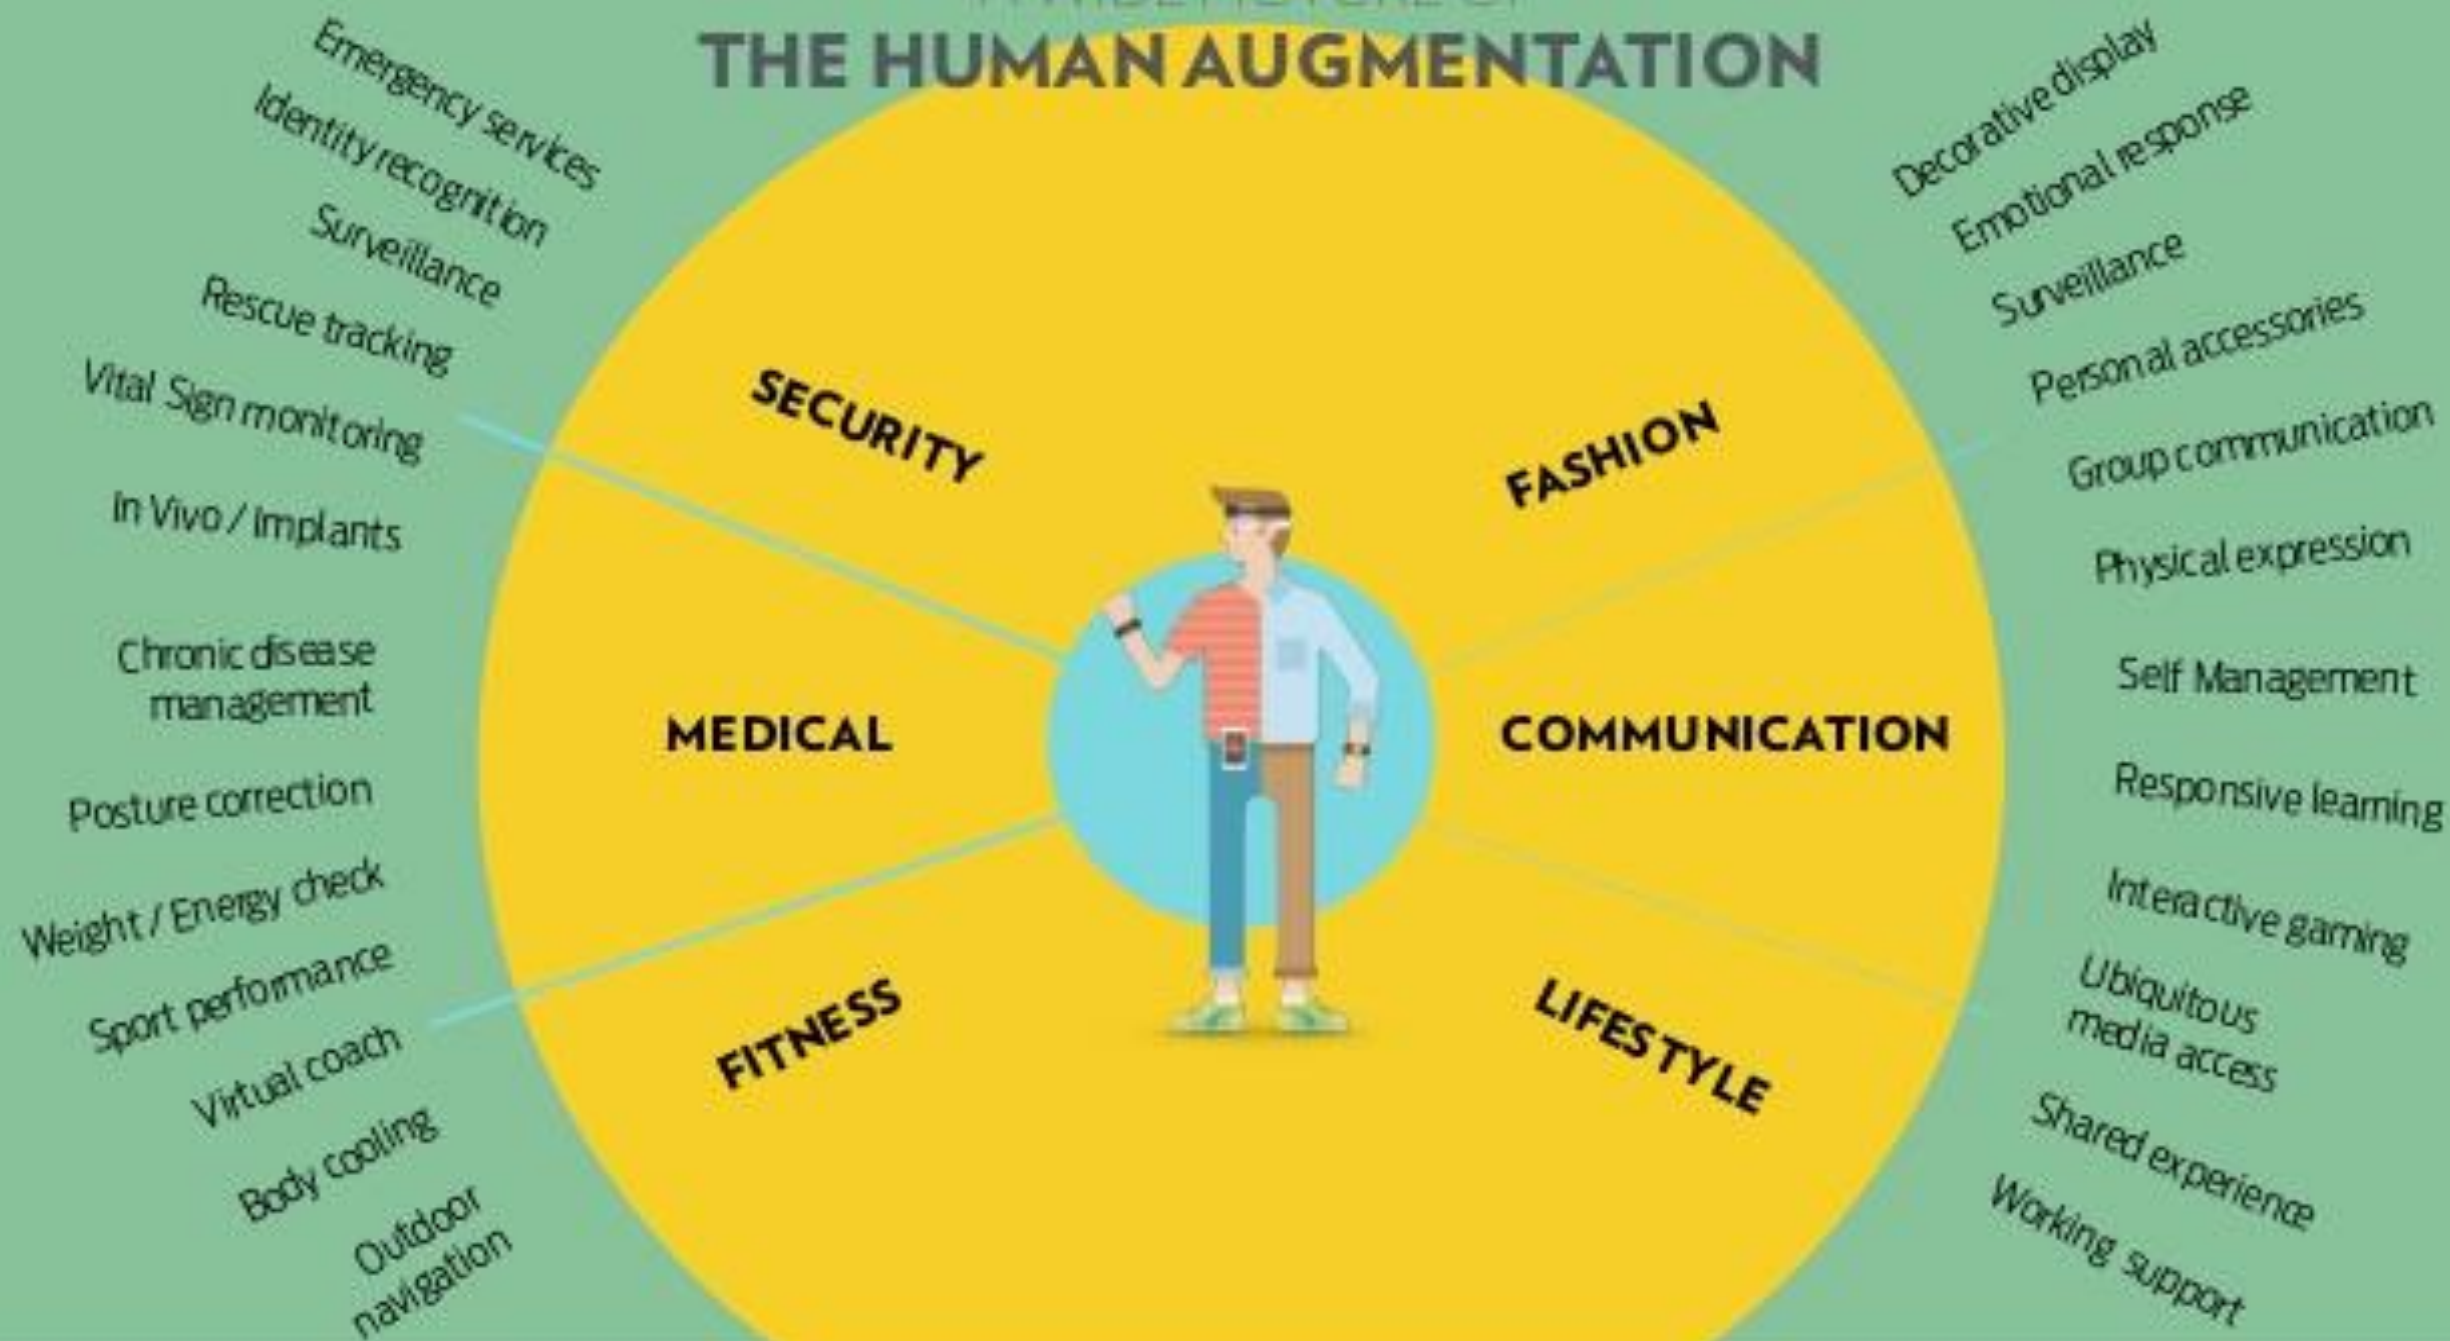 THE HUMAN AUGMENTATION
Emergency services
Identity recognition
Surveillance
Rescue tracking
Vital Sign monitoring
In Vivo / Implants
Chronic disease
management
Posture correction
Weight / Energy check
Sport performance
Virtual coach
Body cooling
Outdoor
navigation
SECURITY
MEDICAL
FITNESS
FASHION
COMMUNICATION
LIFESTYLE
Decorative display
Emotional response
Surveillance
Personal accessories
Group communication
Physical expression
Self Management
Responsive learning
Interactive gaming
Ubiquitous
media access
Shared experience
Working support